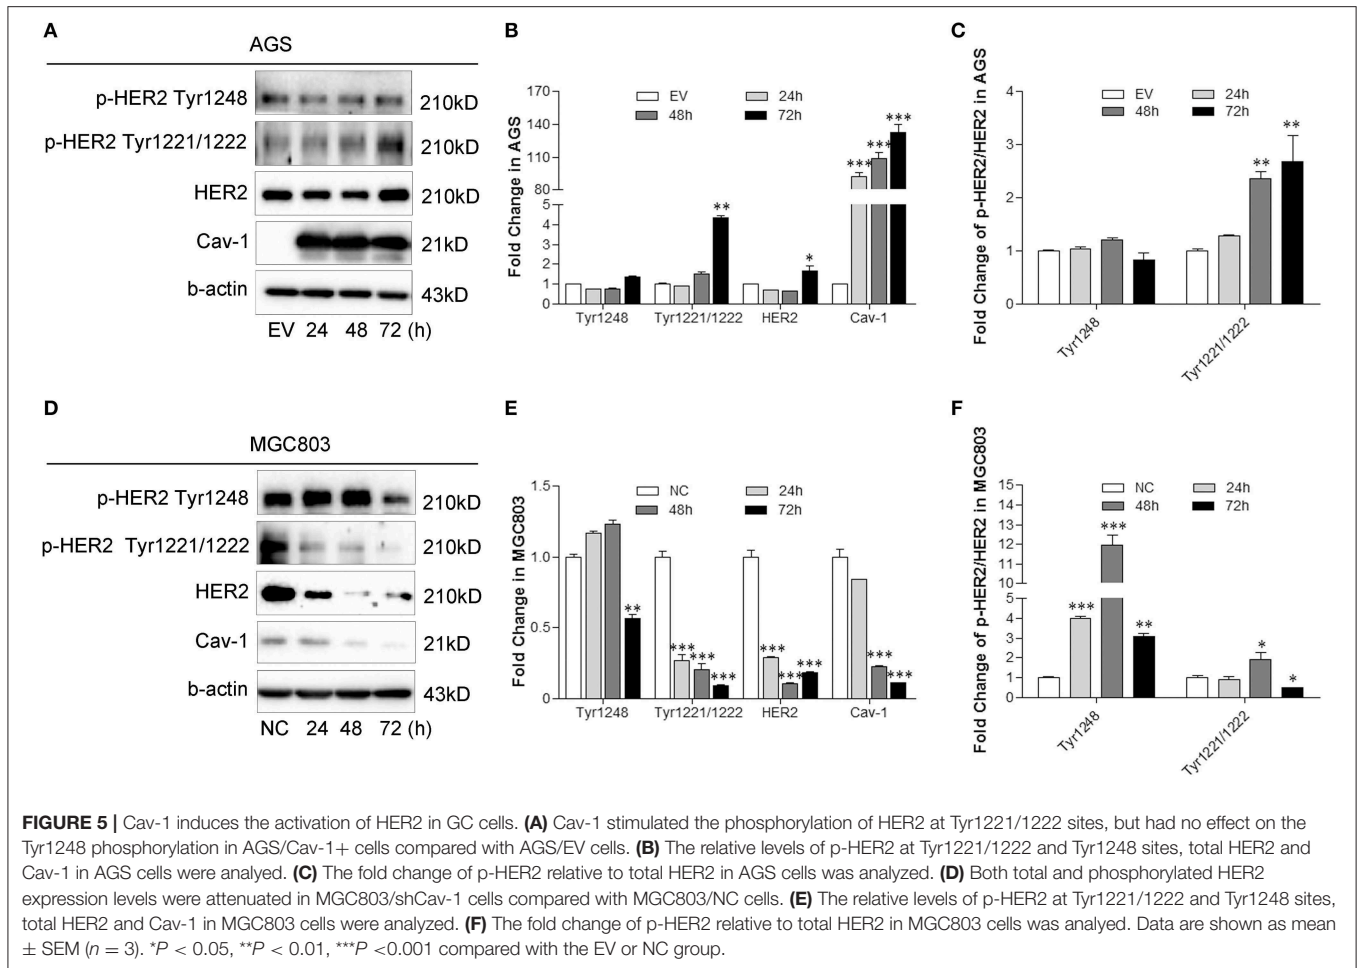 A
AGS
p-HER2 Tyr1248 210kD
p-HER2 Tyr1221/1222 210kD
HER2 210kD
Cav-1 21kD
b-actin 43kD
EV 24 48 72 (h)
B
Fold Change in AGS
170
140
110
80
5
4
3
2
1
0
EV 24h
48h 72h
** * *** *** ***
Tyr1248 Tyr1221/1222 HER2 Cav-1
C
Fold Change of p-HER2/HER2 in AGS
4
3
2
1
0
EV 24h
48h 72h
** **
Tyr1248 Tyr1221/1222
D
MGC803
p-HER2 Tyr1248 210kD
p-HER2 Tyr1221/1222 210kD
HER2 210kD
Cav-1 21kD
b-actin 43kD
NC 24 48 72 (h)
E
Fold Change in MGC803
1.5
1.0
0.5
0
NC 24h
48h 72h
** *** *** *** *** *** *** *** ***
Tyr1248 Tyr1221/1222 HER2 Cav-1
F
Fold Change of p-HER2/HER2 in MGC803
15
14
13
12
11
10
5
4
3
2
1
0
NC 24h
48h 72h
*** *** ** * *
Tyr1248 Tyr1221/1222
FIGURE 5 | Cav-1 induces the activation of HER2 in GC cells. (A) Cav-1 stimulated the phosphorylation of HER2 at Tyr1221/1222 sites, but had no effect on the
Tyr1248 phosphorylation in AGS/Cav-1+ cells compared with AGS/EV cells. (B) The relative levels of p-HER2 at Tyr1221/1222 and Tyr1248 sites, total HER2 and
Cav-1 in AGS cells were analyed. (C) The fold change of p-HER2 relative to total HER2 in AGS cells was analyzed. (D) Both total and phosphorylated HER2
expression levels were attenuated in MGC803/shCav-1 cells compared with MGC803/NC cells. (E) The relative levels of p-HER2 at Tyr1221/1222 and Tyr1248 sites,
total HER2 and Cav-1 in MGC803 cells were analyzed. (F) The fold change of p-HER2 relative to total HER2 in MGC803 cells was analyed. Data are shown as mean
± SEM (n = 3). *P < 0.05, **P < 0.01, ***P <0.001 compared with the EV or NC group.